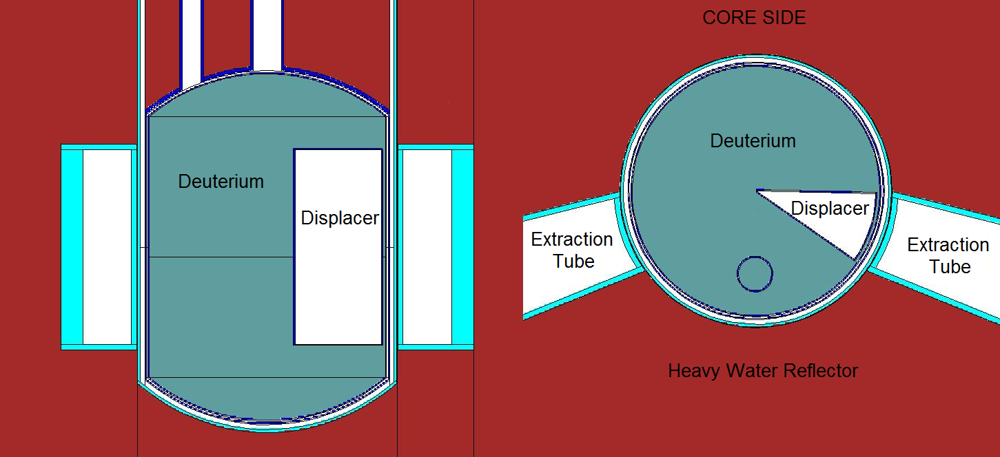 Deuterium
Displacer
CORE SIDE
Deuterium
Displacer
Extraction
Tube
Extraction
Tube
Heavy Water Reflector